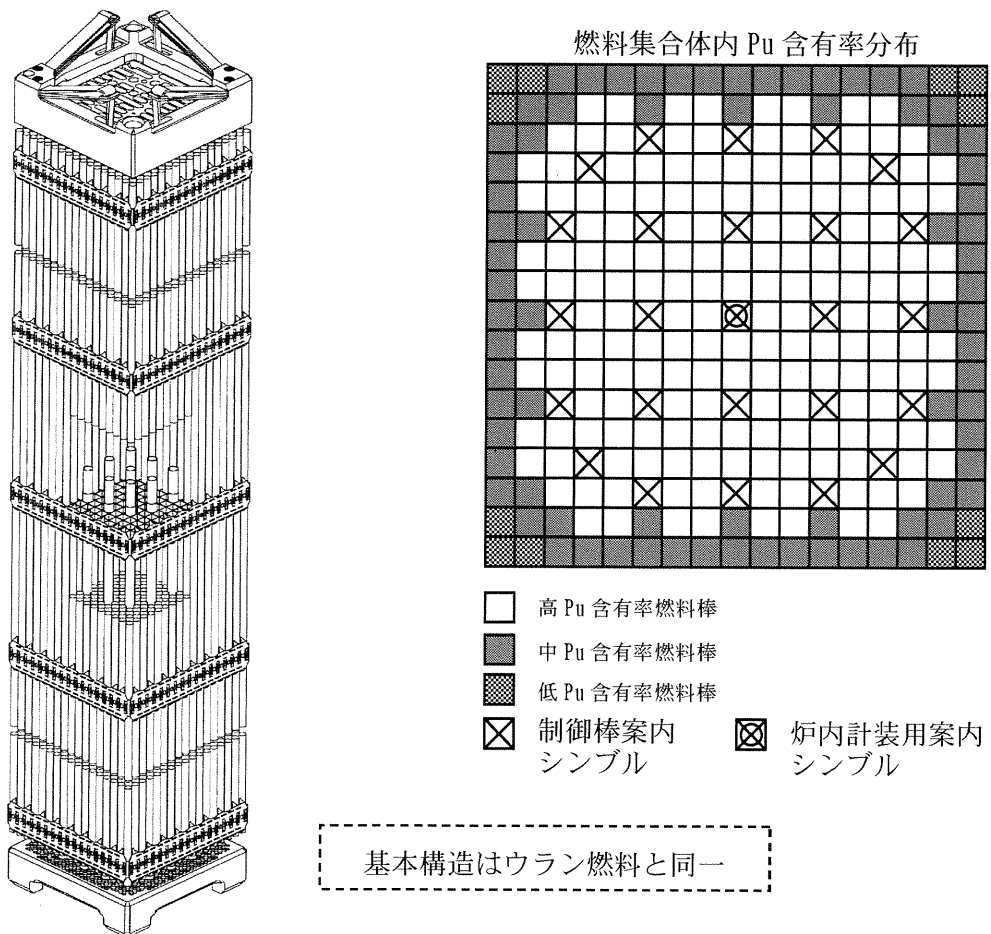 燃料集合体内 Pu 含有率分布
高 Pu 含有率燃料棒
中 Pu 含有率燃料棒
低 Pu 含有率燃料棒
制御棒案内
シンブル
炉内計装用案内
シンブル
基本構造はウラン燃料と同一